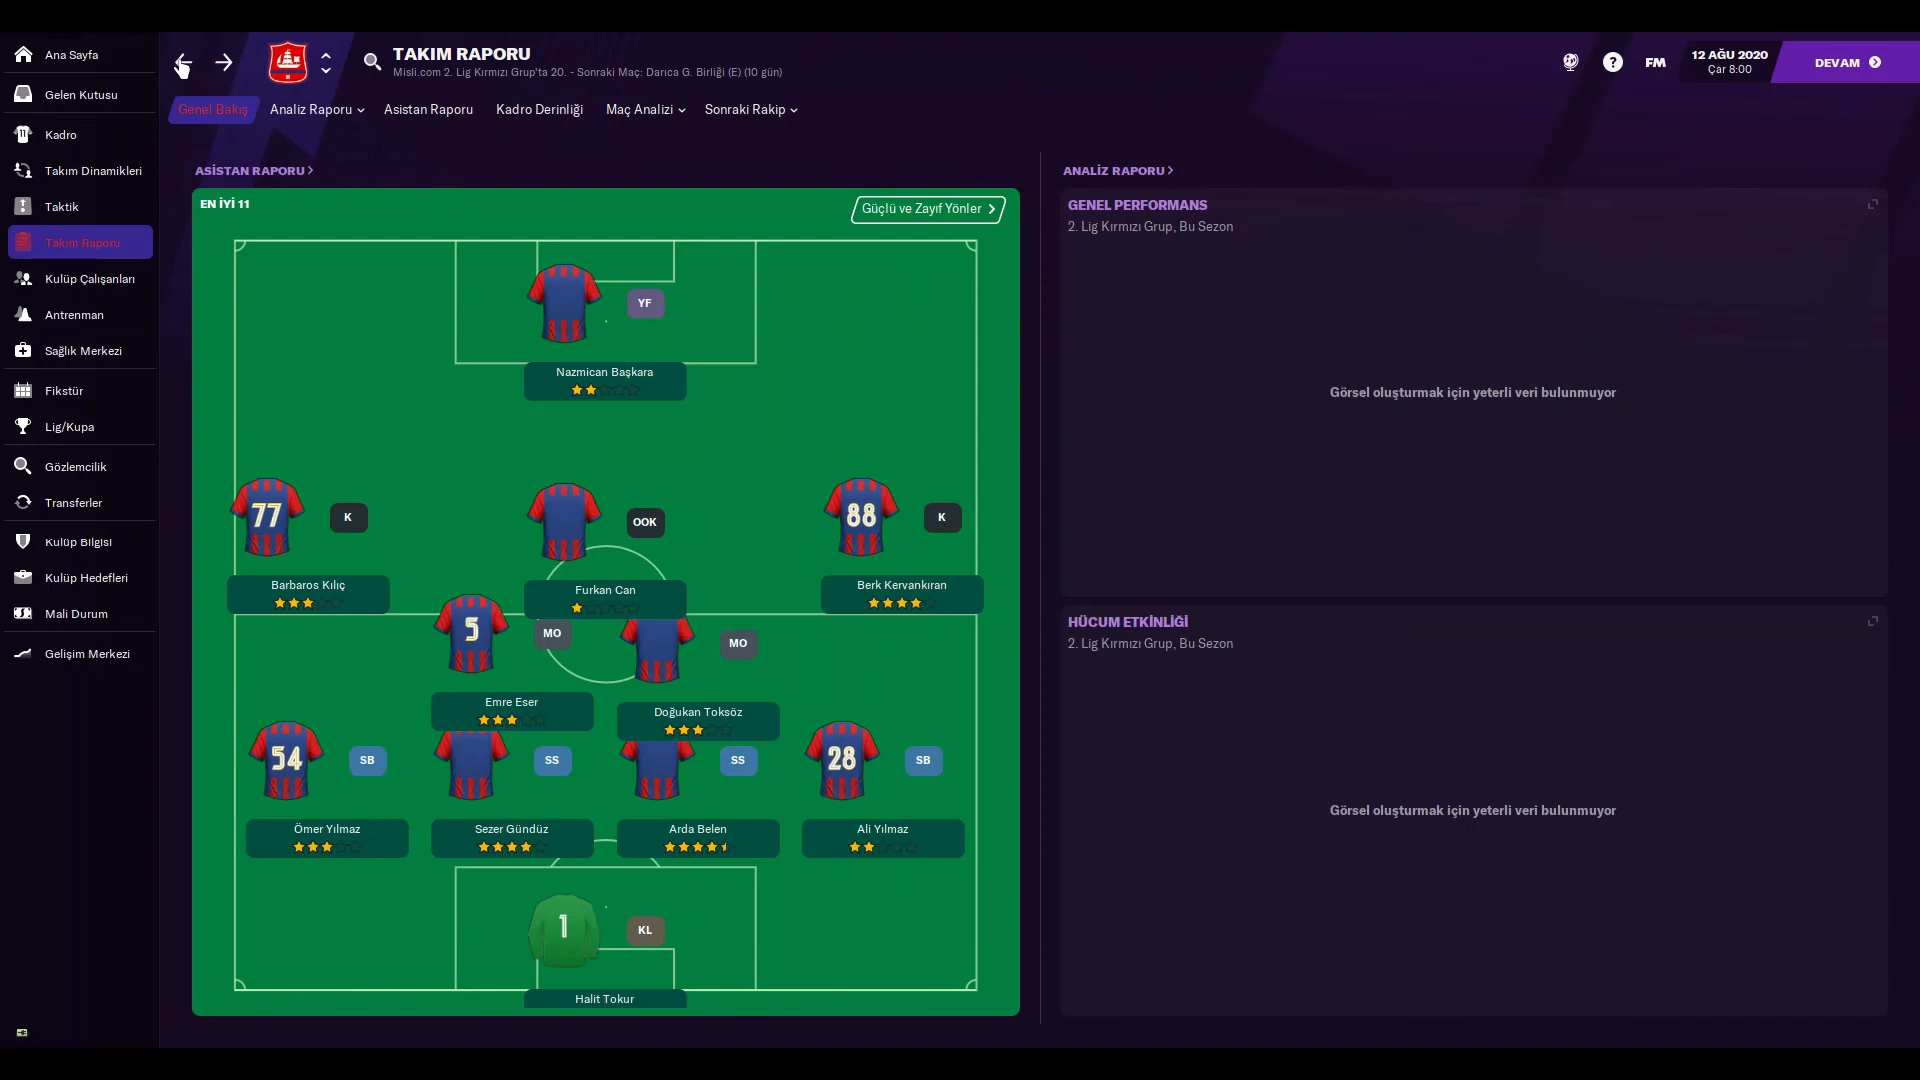 Ana Sayfa
Gelen Kutusu
Kadro
Takım Dinamikleri
Taktik
Takım Raporu
Kulüp Çalışanları
Antrenman
Sağlık Merkezi
Fikstür
Lig/Kupa
Gözlemcilik
Transferler
Kulüp Bilgisi
Kulüp Hedefleri
Mali Durum
Gelişim Merkezi
TAKIM RAPORU
Misli.com 2. Lig Kırmızı Grup'ta 20. - Sonraki Maç: Darıca G. Birliği (E) (10 gün)
?
FM
12 AĞU 2020
Çar 8:00
DEVAM
Genel Bakış
Analiz Raporu
Asistan Raporu
Kadro Derinliği
Maç Analizi
Sonraki Rakip
ASİSTAN RAPORU
EN İYİ 11
Güçlü ve Zayıf Yönler
YF
Nazmican Başkara
77
K
OOK
88
K
Barbaros Kılıç
Furkan Can
Berk Kervankıran
5
MO
MO
Emre Eser
Doğukan Toksöz
54
SB
SS
SS
28
SB
Ömer Yılmaz
Sezer Gündüz
Arda Belen
Ali Yılmaz
1
KL
Halit Tokur
ANALİZ RAPORU
GENEL PERFORMANS
2. Lig Kırmızı Grup, Bu Sezon
Görsel oluşturmak için yeterli veri bulunmuyor
HÜCUM ETKİNLİĞİ
2. Lig Kırmızı Grup, Bu Sezon
Görsel oluşturmak için yeterli veri bulunmuyor